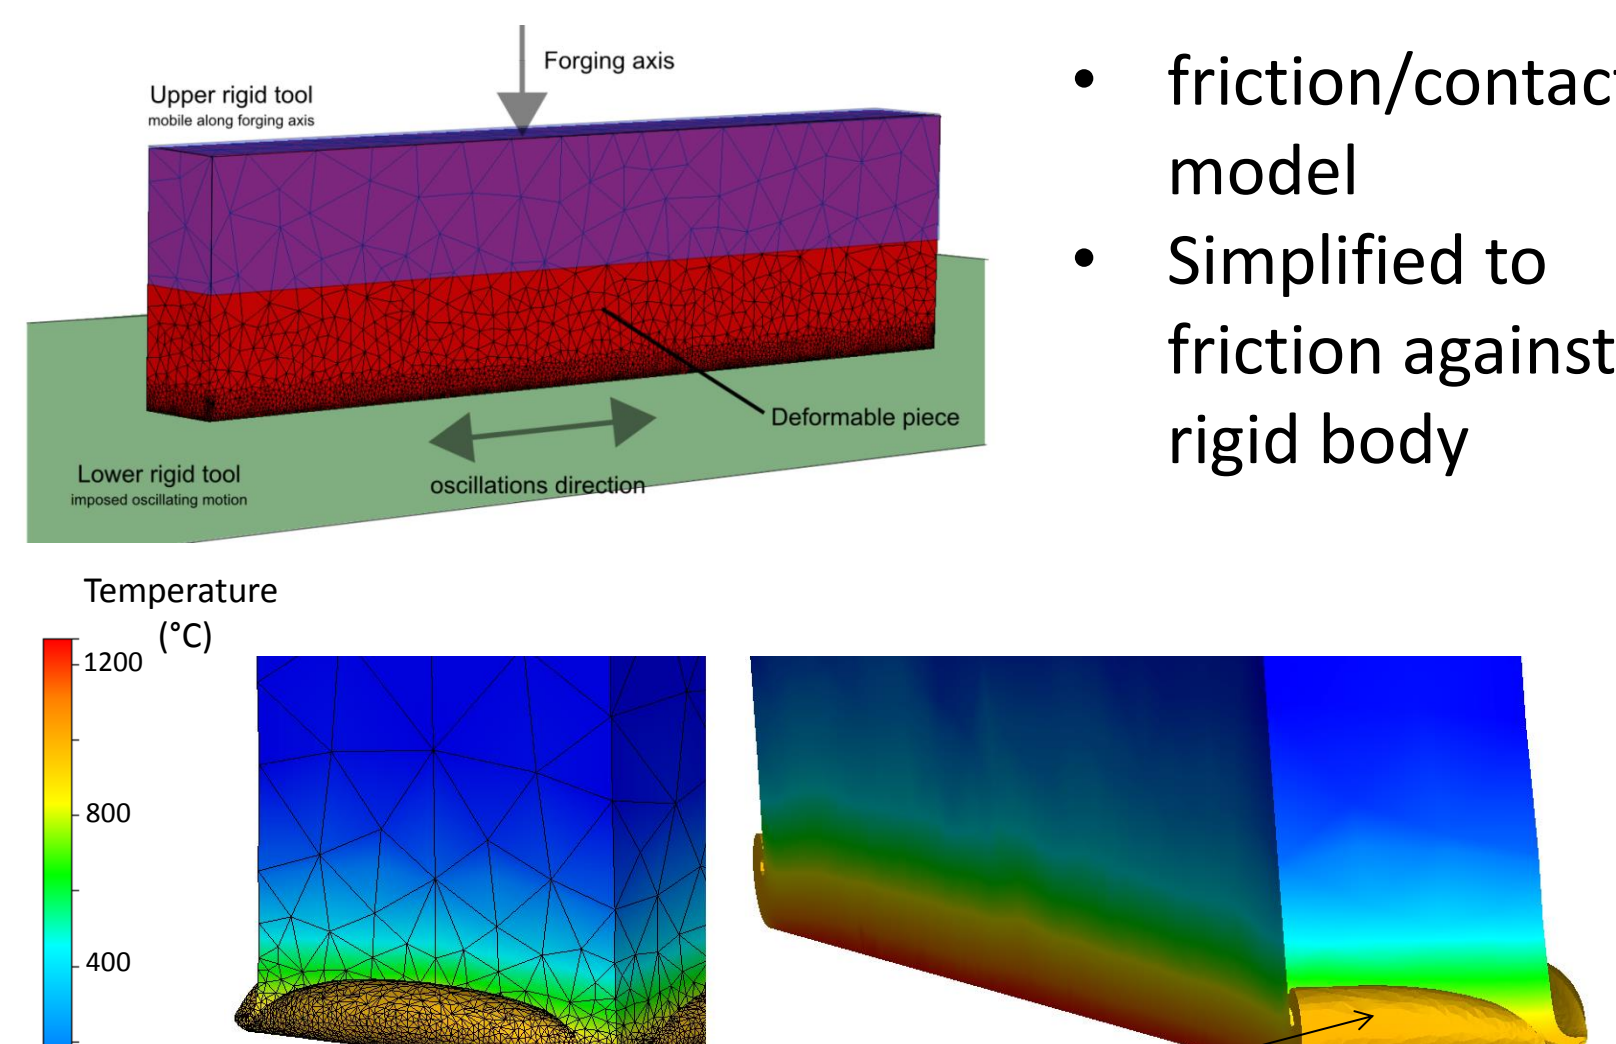 Forging axis
Upper rigid tool
mobile along forging axis
Deformable piece
Lower rigid tool
imposed oscillating motion
oscillations direction
• friction/contact
model
• Simplified to
friction against
rigid body
Temperature
(°C)
1200
800
400